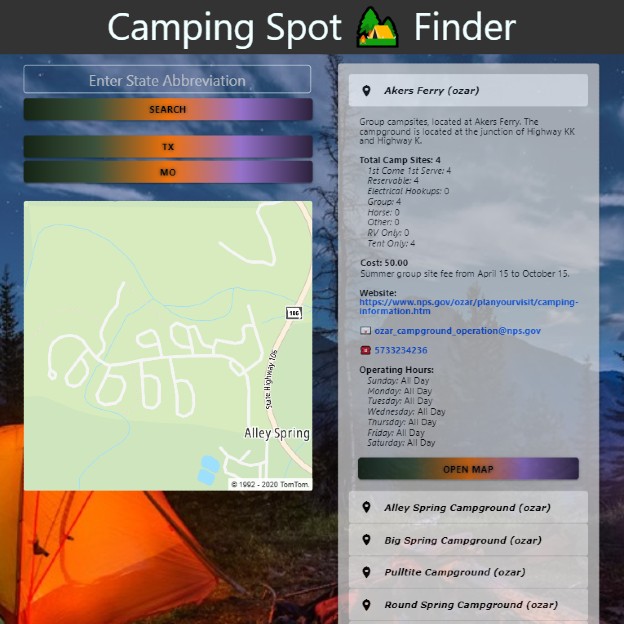 Camping Spot Finder
Enter State Abbreviation
SEARCH
TX
MO
186
State Highway 106
Alley Spring
© 1992 - 2020 TomTom.
Akers Ferry (ozar)
Group campsites, located at Akers Ferry. The
campground is located at the junction of Highway KK
and Highway K.
Total Camp Sites: 4
1st Come 1st Serve: 4
Reservable: 4
Electrical Hookups: 0
Group: 4
Horse: 0
Other: 0
RV Only: 0
Tent Only: 4
Cost: 50.00
Summer group site fee from April 15 to October 15.
Website:
https://www.nps.gov/ozar/planyourvisit/camping-
information.htm
ozar_campground_operation@nps.gov
5733234236
Operating Hours:
Sunday: All Day
Monday: All Day
Tuesday: All Day
Wednesday: All Day
Thursday: All Day
Friday: All Day
Saturday: All Day
OPEN MAP
Alley Spring Campground (ozar)
Big Spring Campground (ozar)
Pulltite Campground (ozar)
Round Spring Campground (ozar)